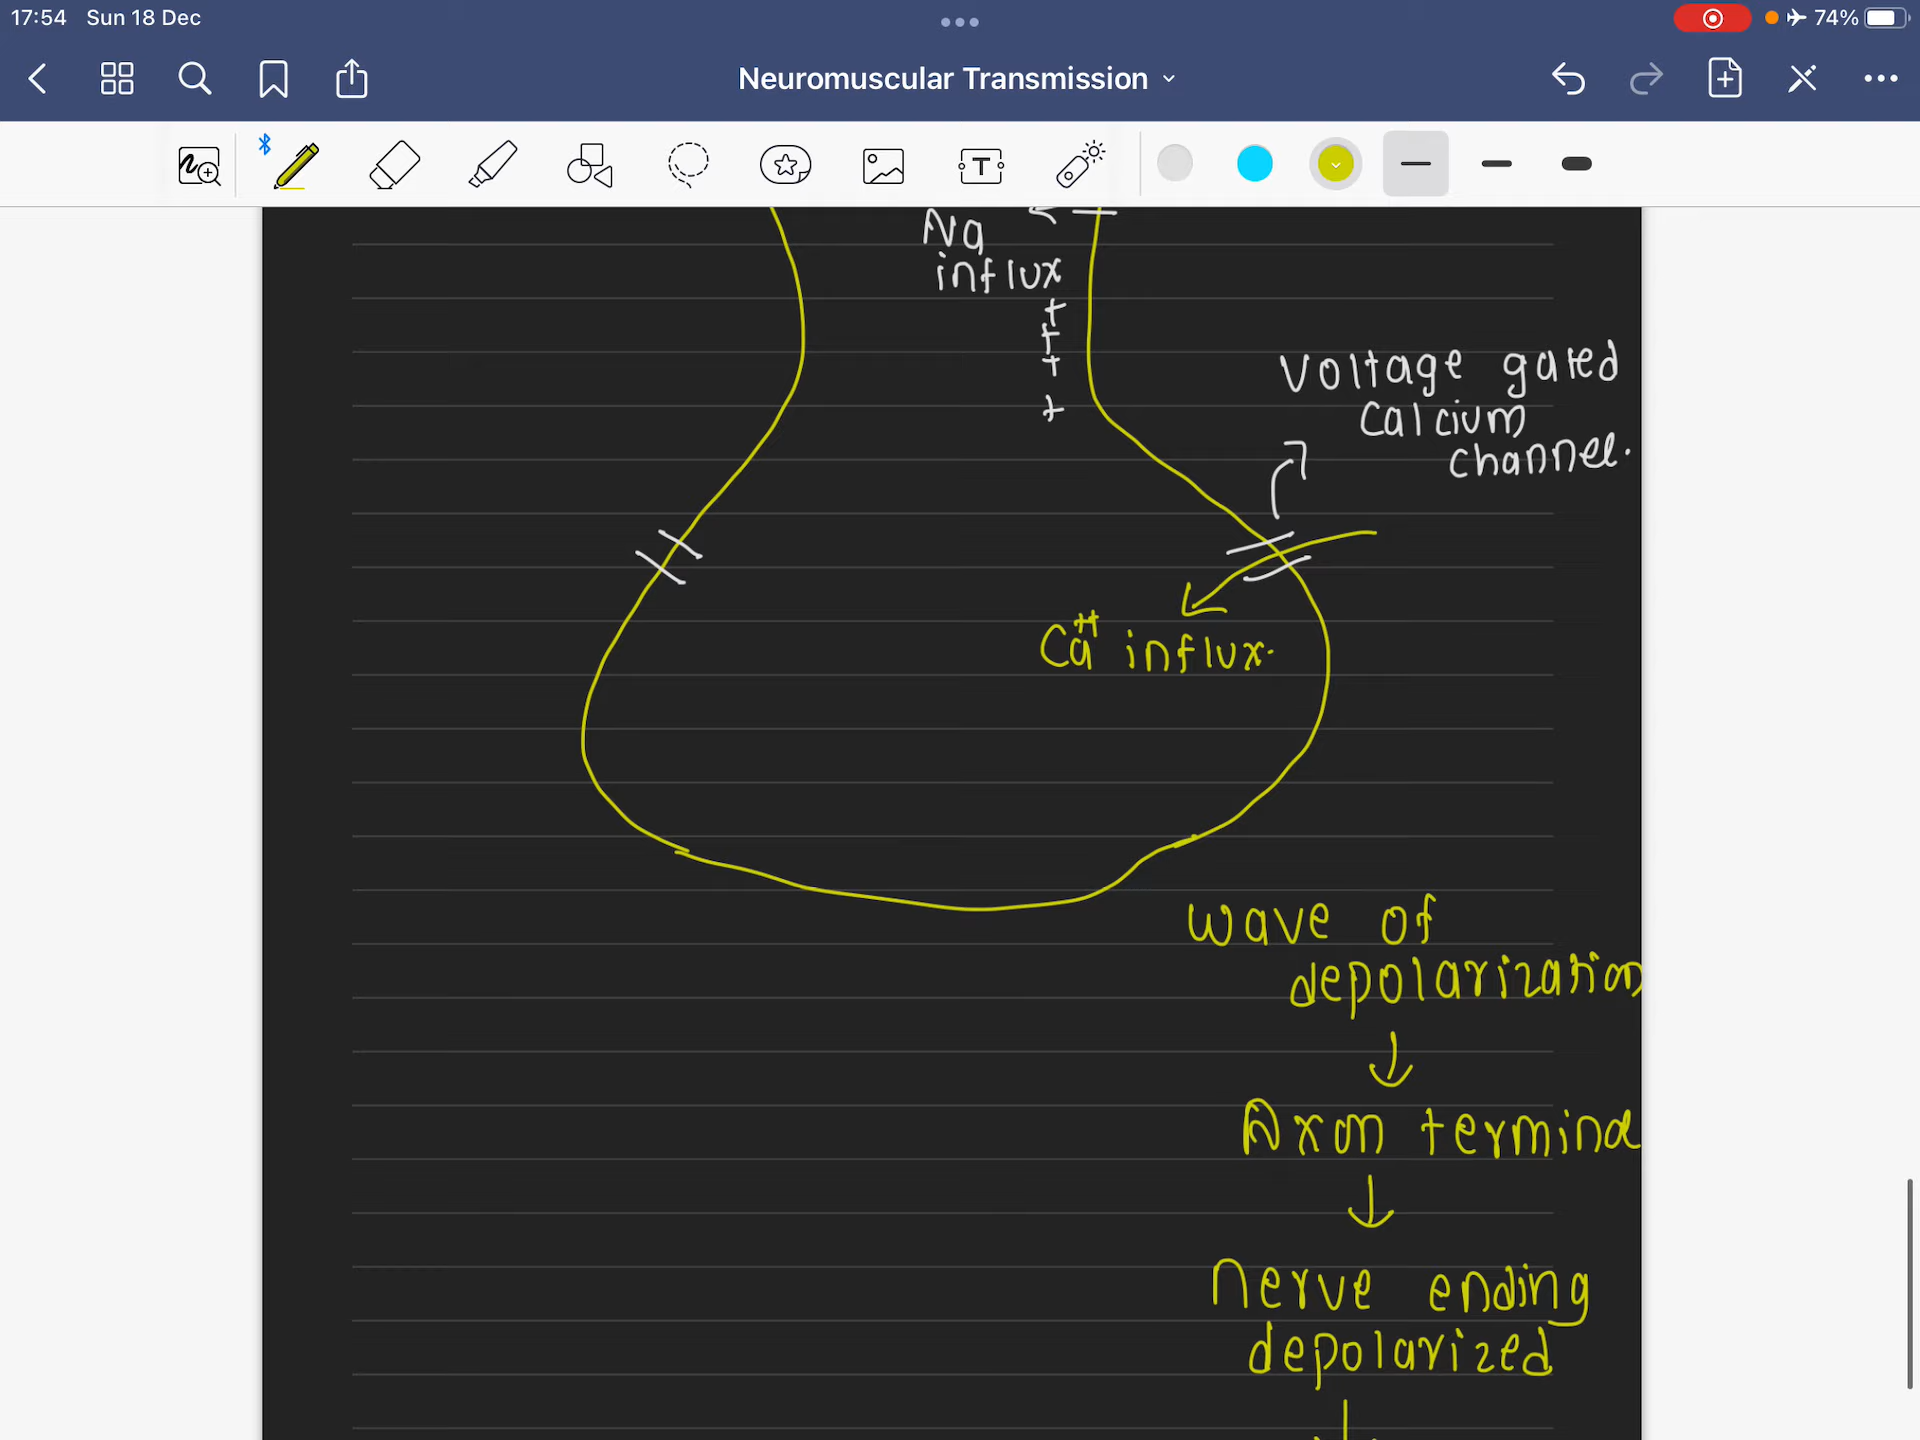 17:54 Sun 18 Dec
74%
Neuromuscular Transmission
T
Na
influx
+
+
+
+
Voltage gated
Calcium
channel.
Ca++ influx.
wave of
depolarization
↓
Axon terminal
↓
nerve ending
depolarized
↓